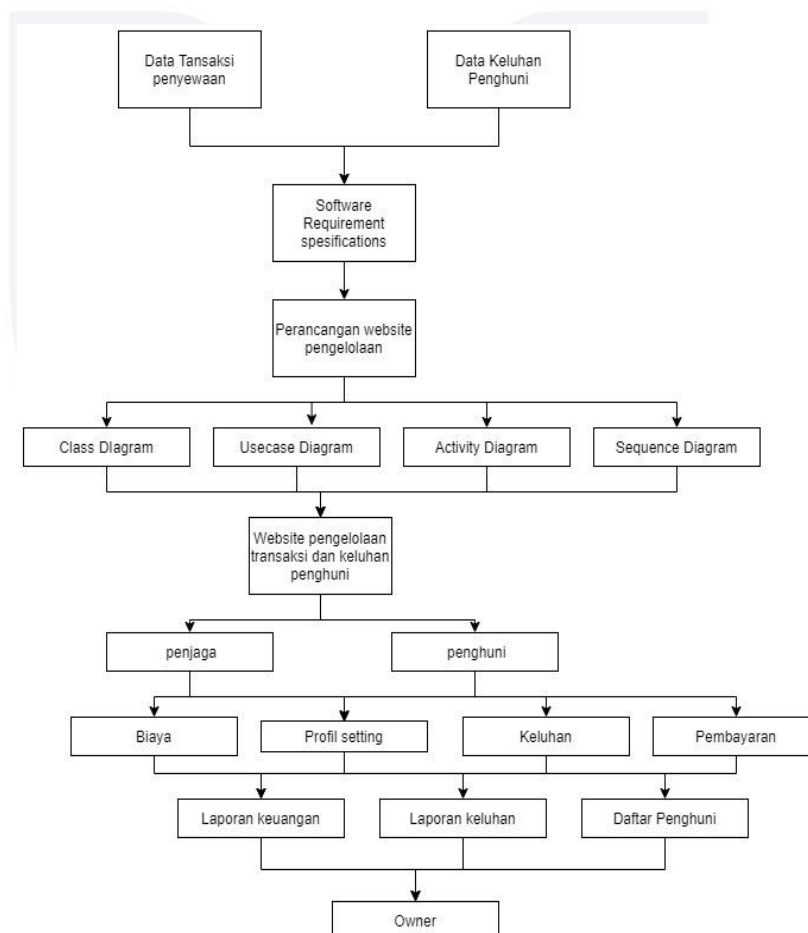 Data Tansaksi
penyewaan
Data Keluhan
Penghuni
Software
Requirement
spesifications
Perancangan website
pengelolaan
Class DIagram
Usecase Diagram
Activity Diagram
Sequence Diagram
Website pengelolaan
transaksi dan keluhan
penghuni
penjaga
penghuni
Biaya
Profil setting
Keluhan
Pembayaran
Laporan keuangan
Laporan keluhan
Daftar Penghuni
Owner